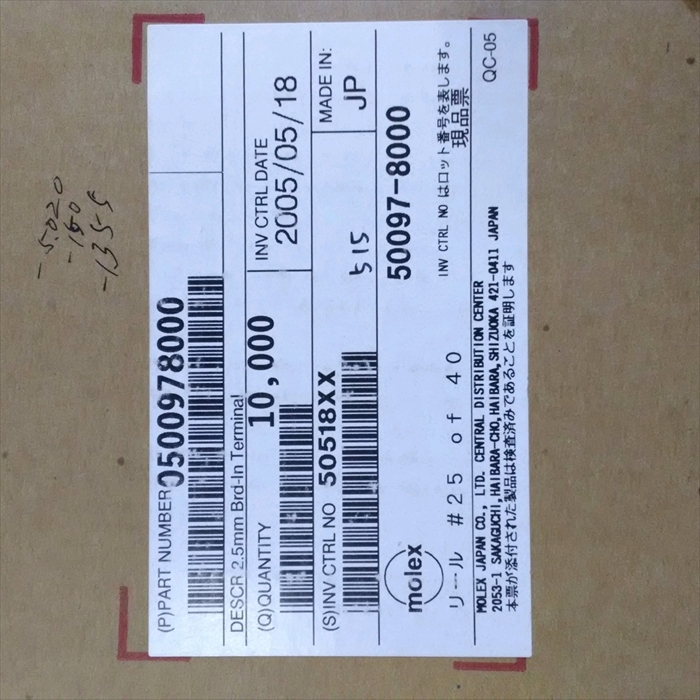 (P)PART NUMBER 0500978000
DESCR 2.5mm Brd-In Terminal
(Q)QUANTITY 10,000
INV CTRL DATE
2005/05/18
(S)INV CTRL NO 50518XX
MADE IN:
JP
515
molex
50097-8000
リール #25 of 40
INV CTRL NO はロット番号を表します。
現品票
MOLEX JAPAN CO., LTD. CENTRAL DISTRIBUTION CENTER
2053-1 SAKAGUCHI,HAIBARA-CHO,HAIBARA,SHIZUOKA 421-0411 JAPAN
本票が添付された製品は検査済みであることを証明します
QC-05
-5.020
-150
-1355